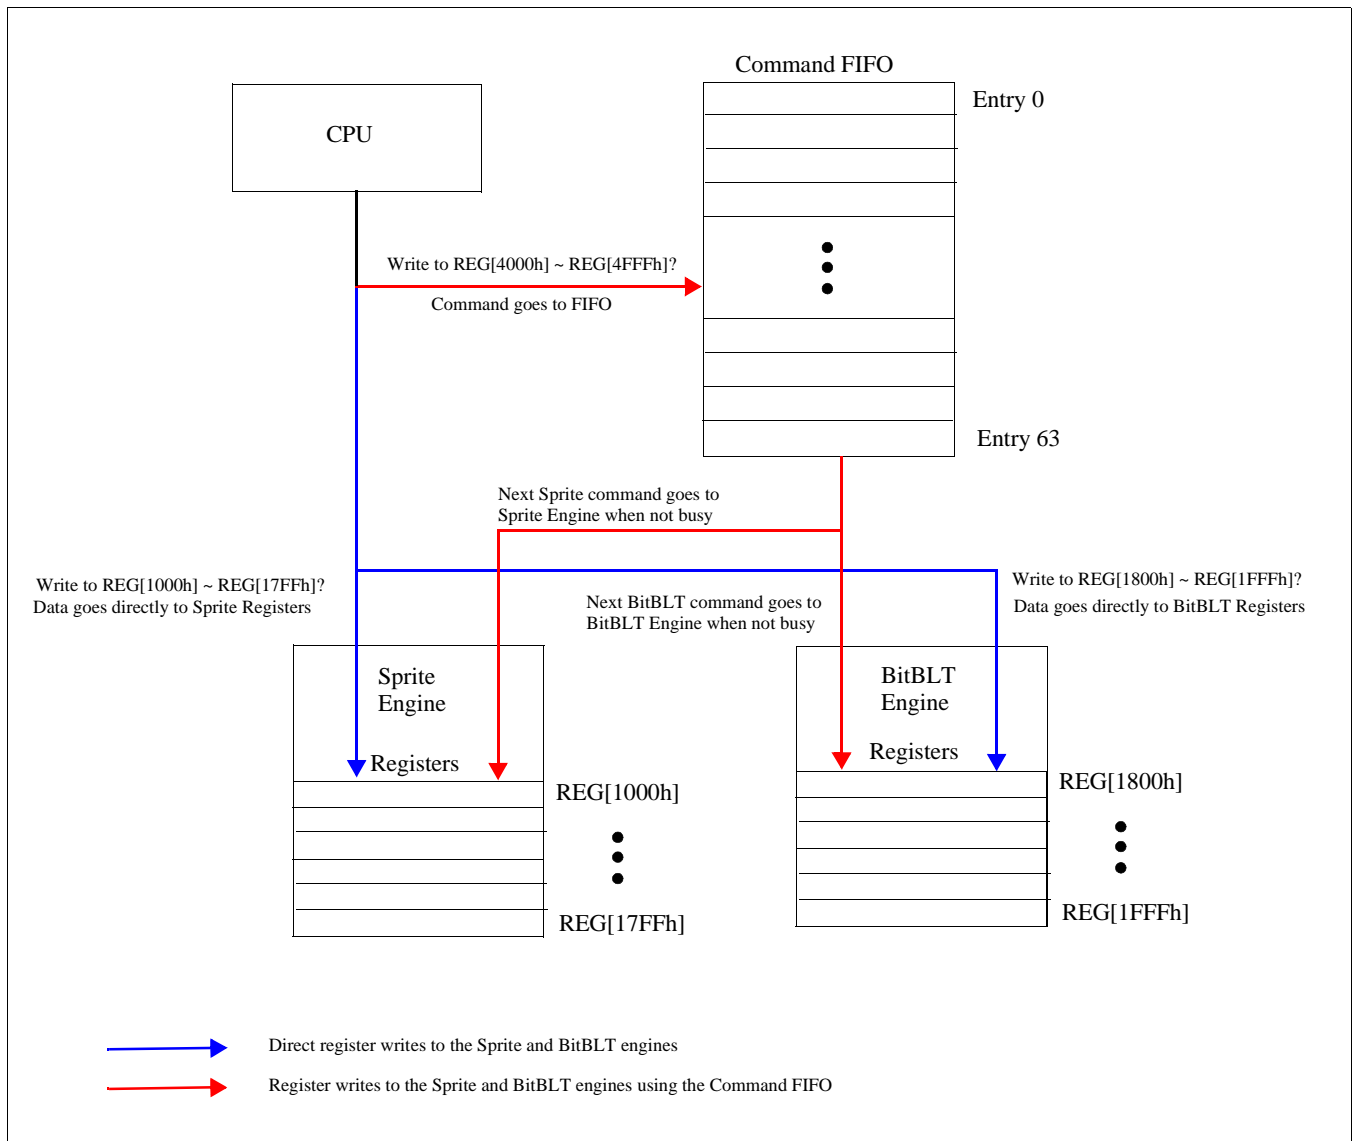 Command FIFO
Entry 0
CPU
Write to REG[4000h] ~ REG[4FFFh]?
Command goes to FIFO
Entry 63
Next Sprite command goes to
Sprite Engine when not busy
Write to REG[1000h] ~ REG[17FFh]?
Data goes directly to Sprite Registers
Next BitBLT command goes to
BitBLT Engine when not busy
Write to REG[1800h] ~ REG[1FFFh]?
Data goes directly to BitBLT Registers
Sprite
Engine
Registers
REG[1000h]
REG[17FFh]
BitBLT
Engine
Registers
REG[1800h]
REG[1FFFh]
Direct register writes to the Sprite and BitBLT engines
Register writes to the Sprite and BitBLT engines using the Command FIFO